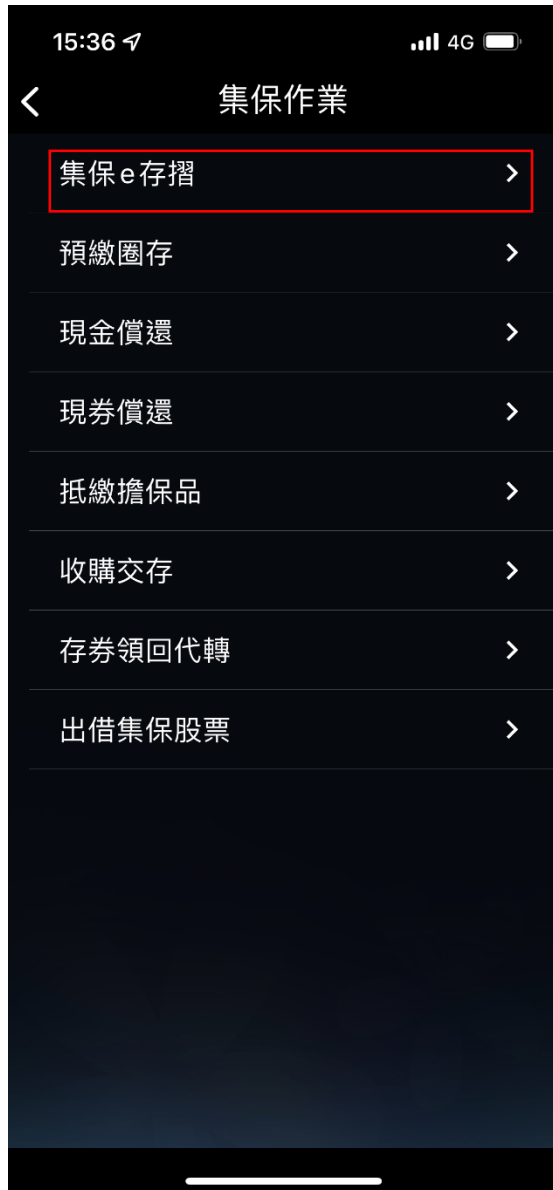 15:36
4G
集保作業
集保e存摺
預繳圈存
現金償還
現券償還
抵繳擔保品
收購交存
存券領回代轉
出借集保股票